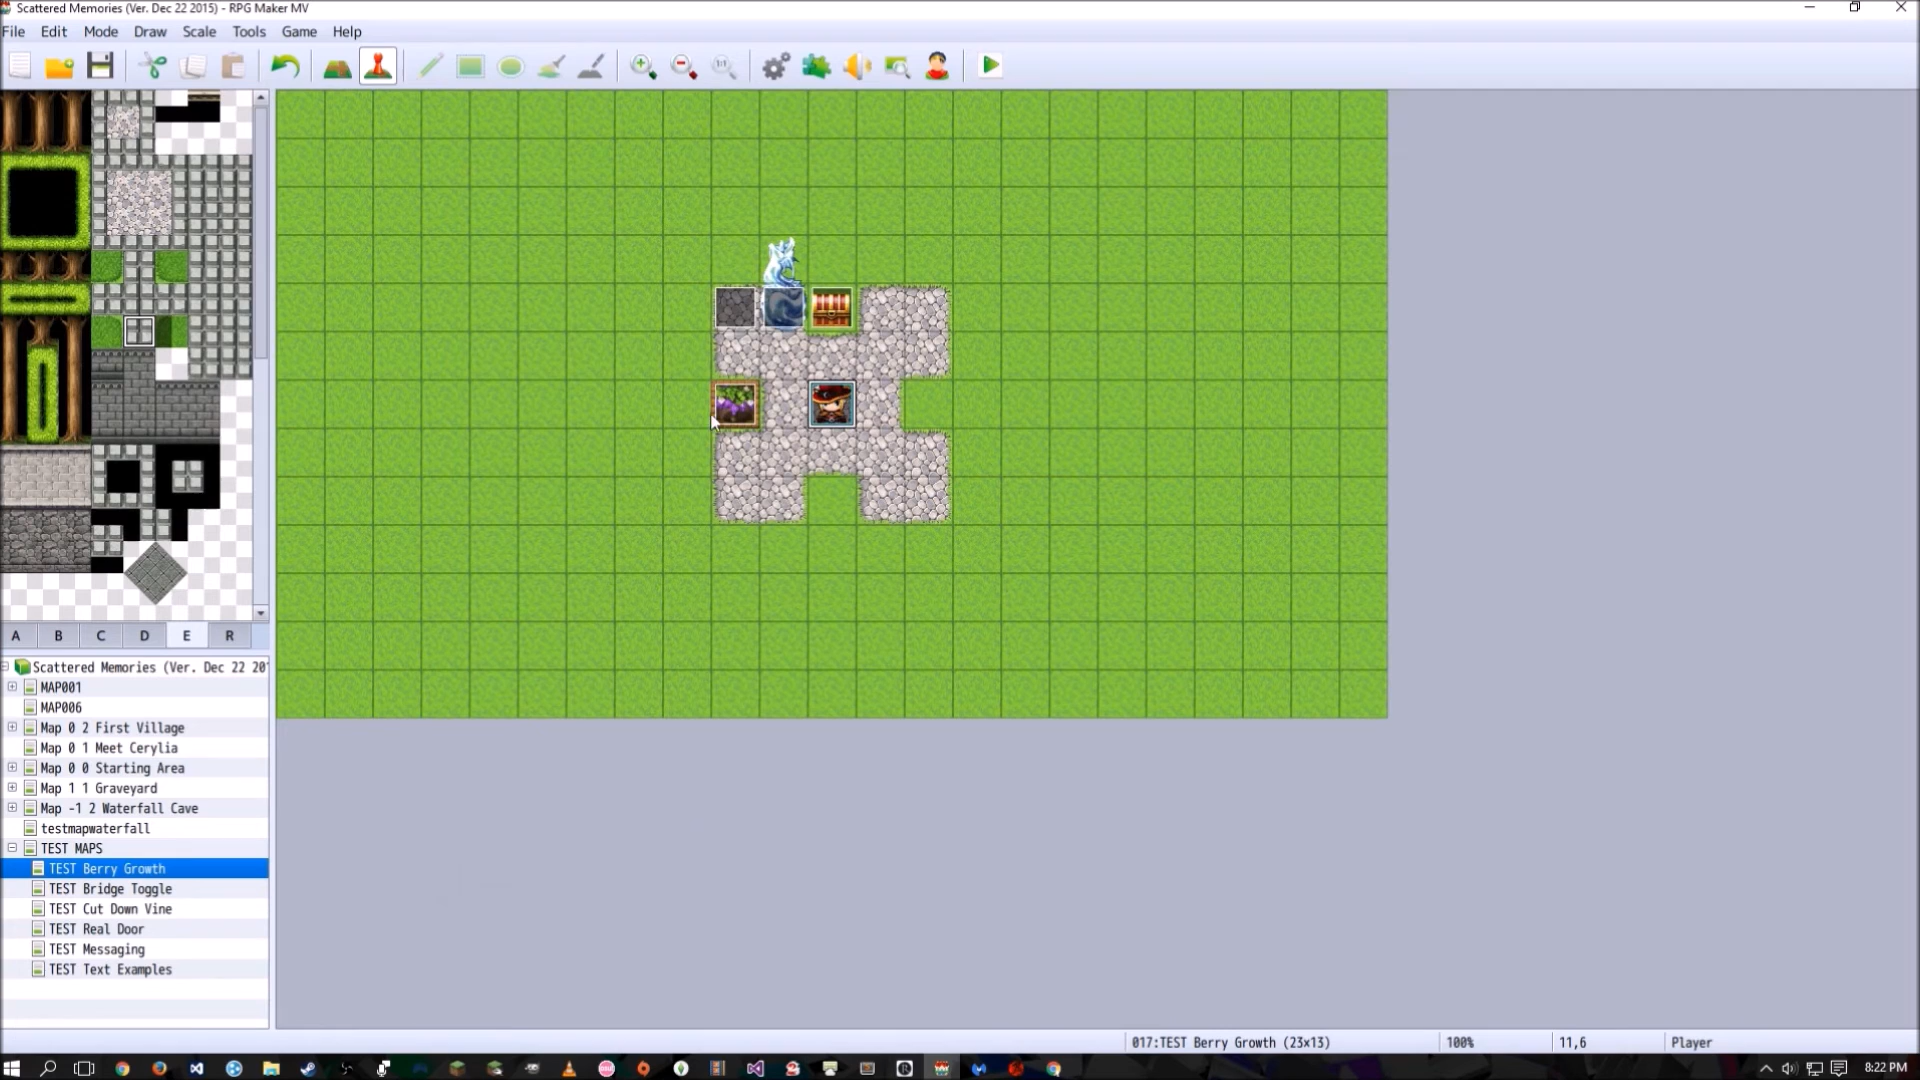 Scattered Memories (Ver. Dec 22 2015) - RPG Maker MV
File Edit Mode Draw Scale Tools Game Help
1:1
A B C D E R
Scattered Memories (Ver. Dec 22 20
MAP001
MAP006
Map 0 2 First Village
Map 0 1 Meet Cerylia
Map 0 0 Starting Area
Map 1 1 Graveyard
Map -1 2 Waterfall Cave
testmapwaterfall
TEST MAPS
TEST Berry Growth
TEST Bridge Toggle
TEST Cut Down Vine
TEST Real Door
TEST Messaging
TEST Text Examples
017:TEST Berry Growth (23x13) 100% 11,6 Player
8:22 PM